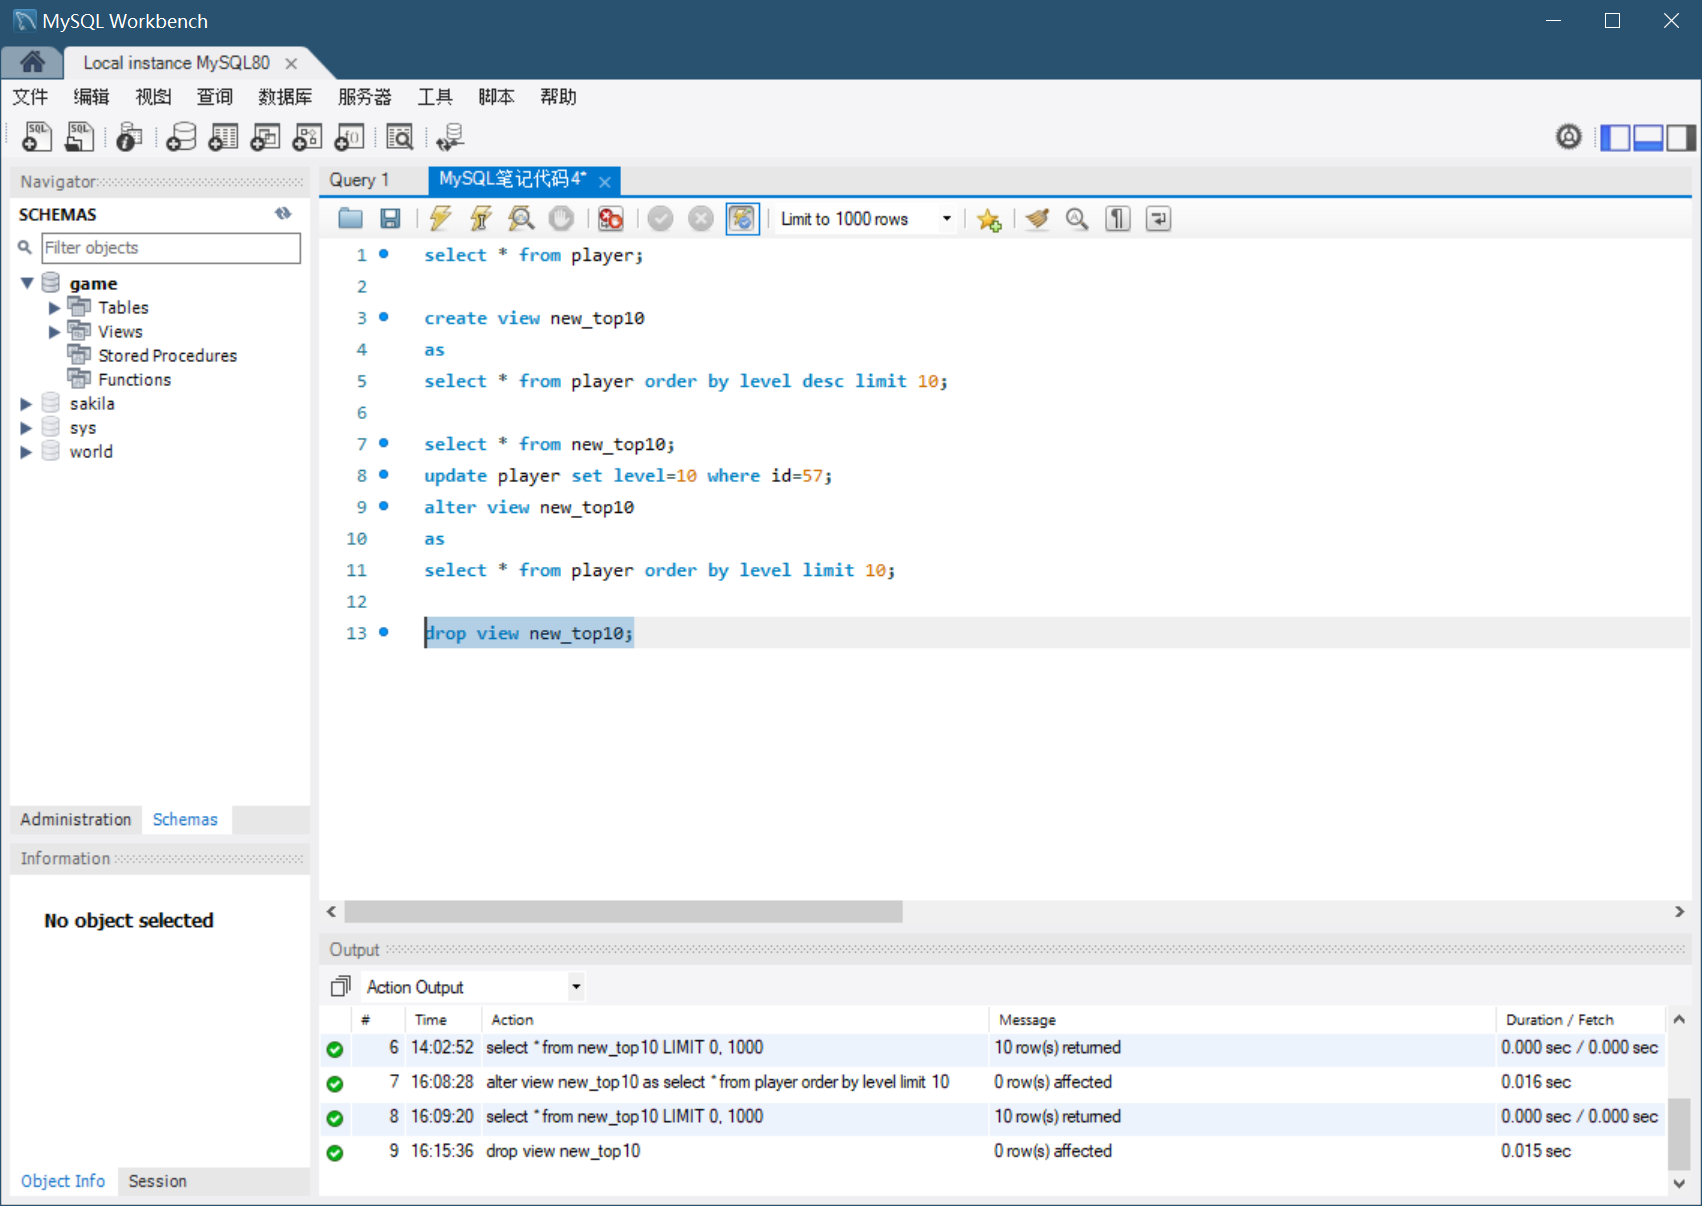 MySQL Workbench
Local instance MySQL80
文件 编辑 视图 查询 数据库 服务器 工具 脚本 帮助
Navigator
SCHEMAS
Filter objects
game
Tables
Views
Stored Procedures
Functions
sakila
sys
world
Administration Schemas
Information
No object selected
Object Info Session
Query 1 MySQL笔记代码4*
Limit to 1000 rows
1 select * from player;
2
3 create view new_top10
4 as
5 select * from player order by level desc limit 10;
6
7 select * from new_top10;
8 update player set level=10 where id=57;
9 alter view new_top10
10 as
11 select * from player order by level limit 10;
12
13 drop view new_top10;
Output
Action Output
# Time Action Message Duration / Fetch
6 14:02:52 select * from new_top10 LIMIT 0, 1000 10 row(s) returned 0.000 sec / 0.000 sec
7 16:08:28 alter view new_top10 as select * from player order by level limit 10 0 row(s) affected 0.016 sec
8 16:09:20 select * from new_top10 LIMIT 0, 1000 10 row(s) returned 0.000 sec / 0.000 sec
9 16:15:36 drop view new_top10 0 row(s) affected 0.015 sec